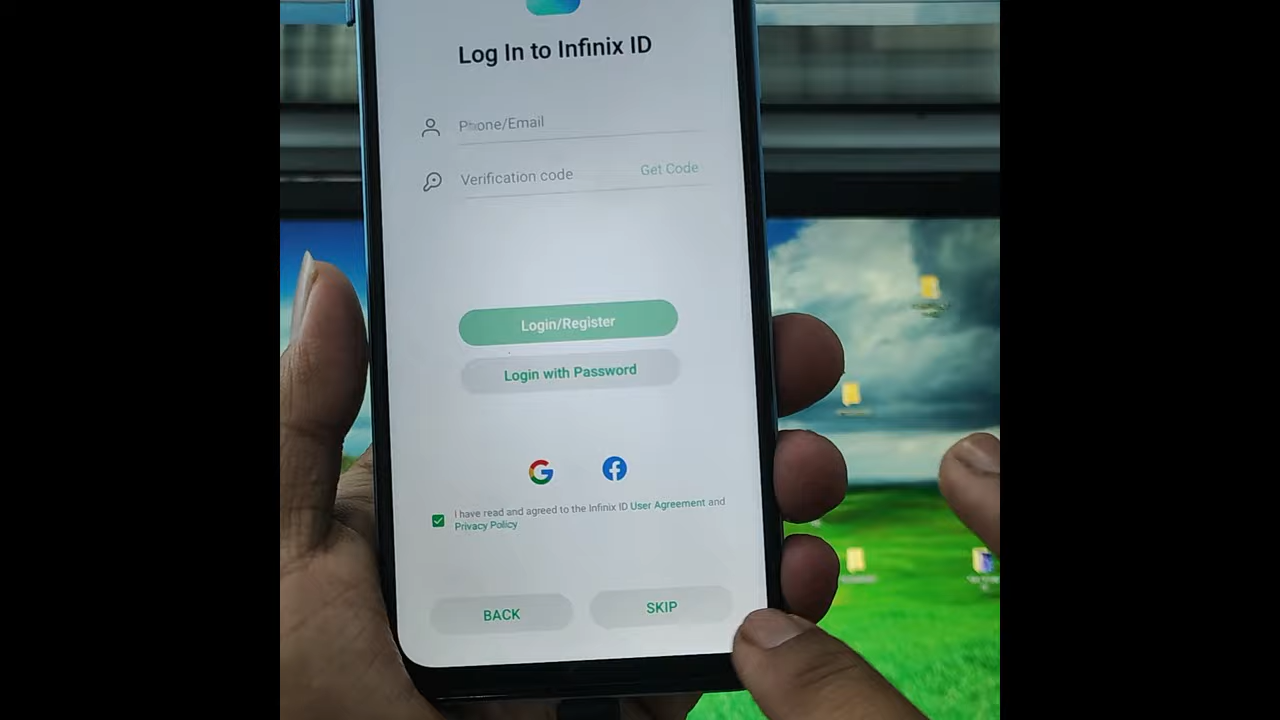 Log In to Infinix ID
Phone/Email
Verification code
Get Code
Login/Register
Login with Password
I have read and agreed to the Infinix ID User Agreement and
Privacy Policy
BACK
SKIP